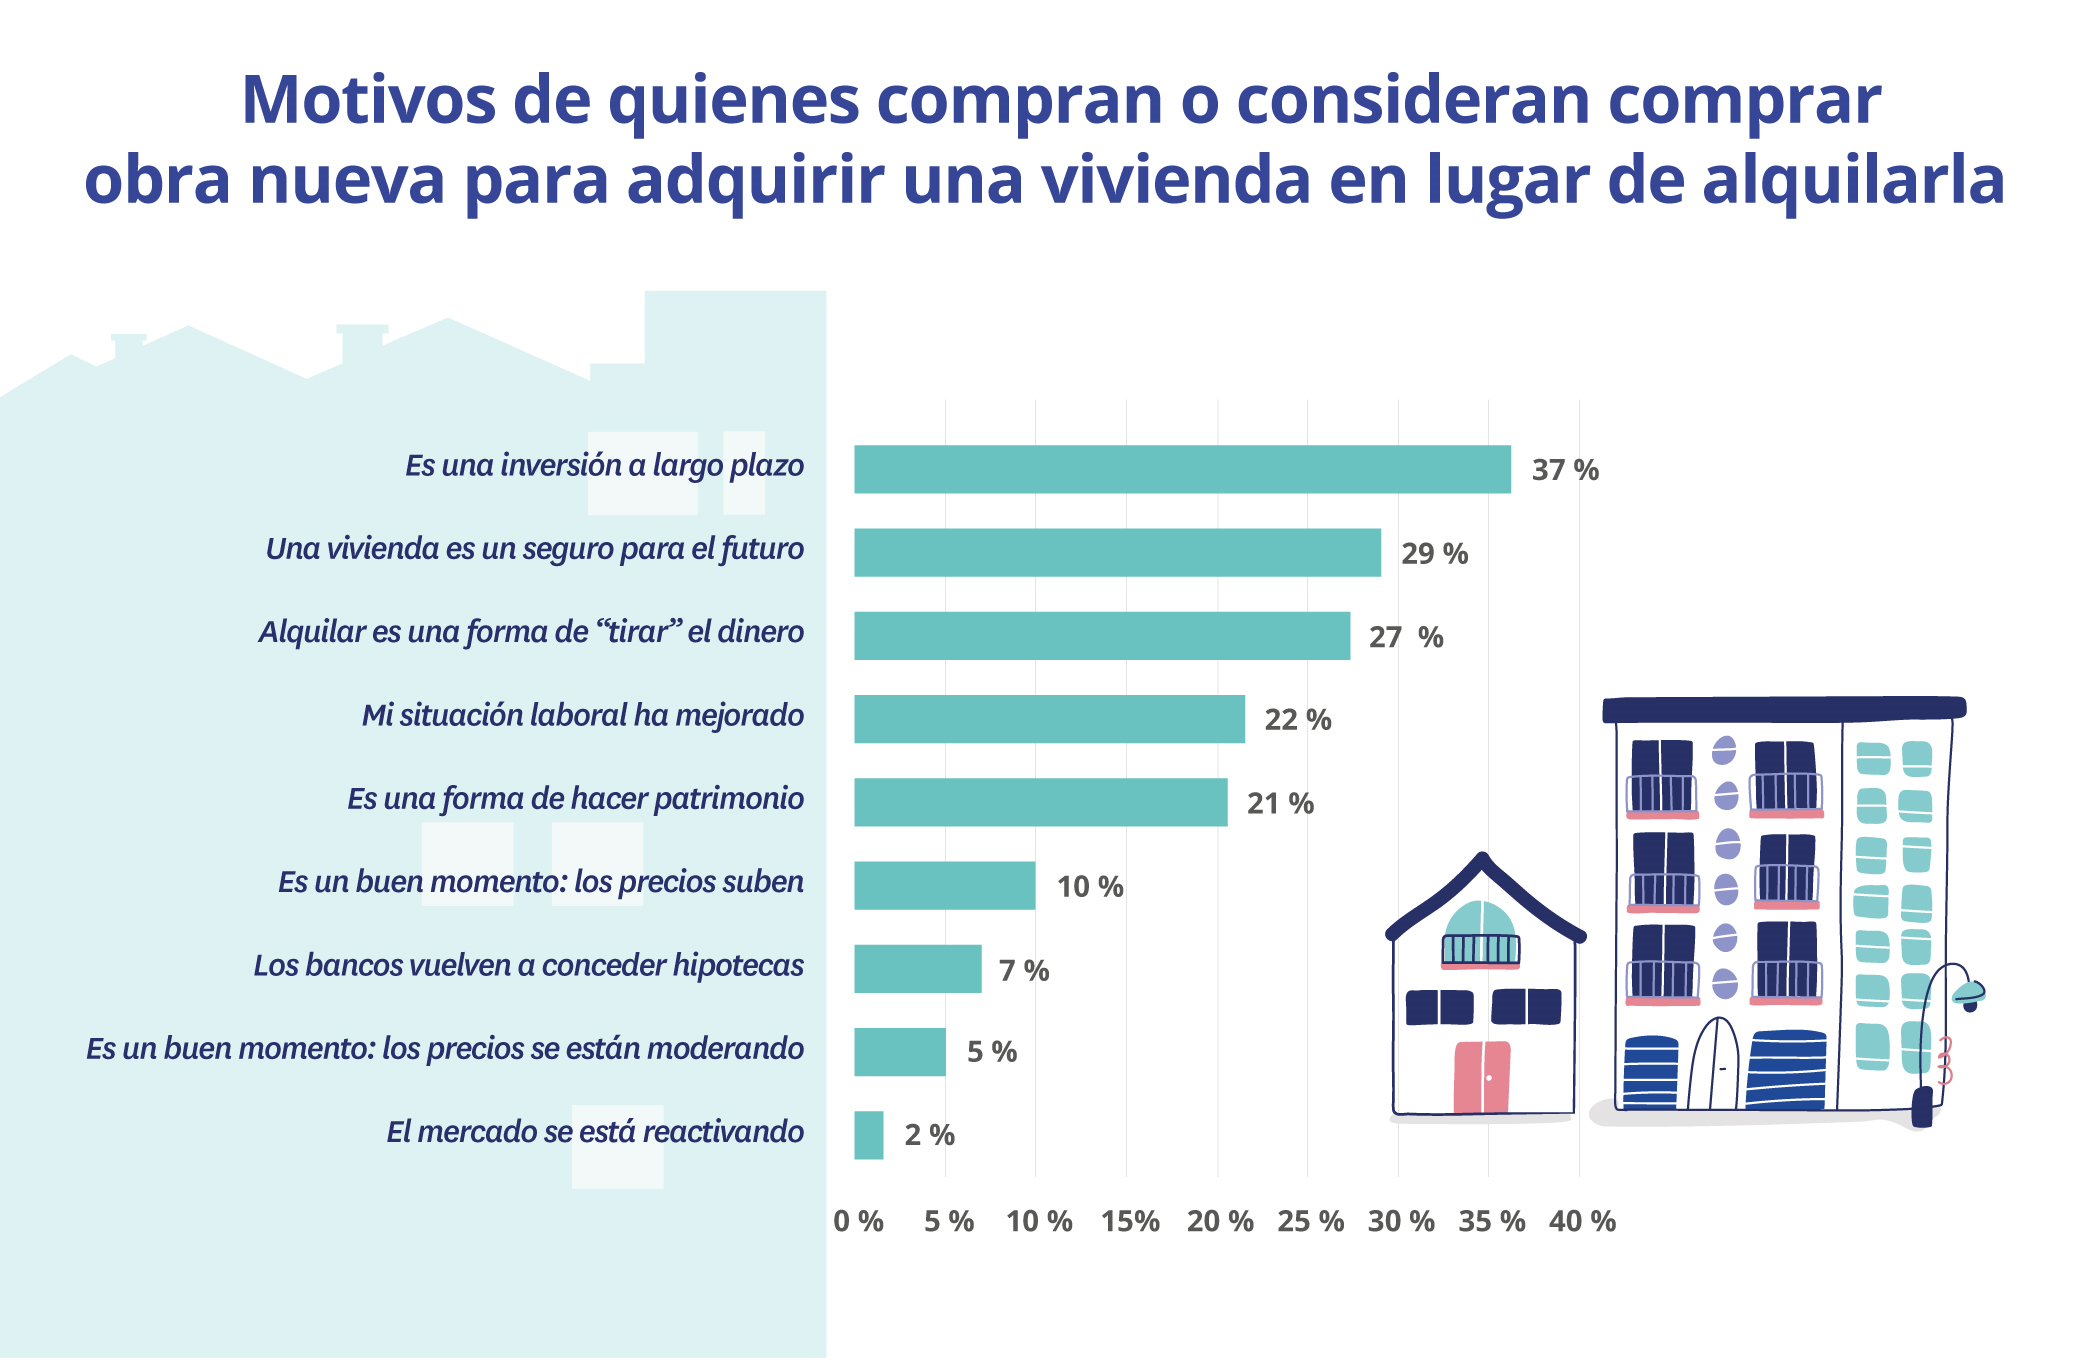 Motivos de quienes compran o consideran comprar
obra nueva para adquirir una vivienda en lugar de alquilarla
Es una inversión a largo plazo 37 %
Una vivienda es un seguro para el futuro 29 %
Alquilar es una forma de “tirar” el dinero 27 %
Mi situación laboral ha mejorado 22 %
Es una forma de hacer patrimonio 21 %
Es un buen momento: los precios suben 10 %
Los bancos vuelven a conceder hipotecas 7 %
Es un buen momento: los precios se están moderando 5 %
El mercado se está reactivando 2 %
0 % 5 % 10 % 15% 20 % 25 % 30 % 35 % 40 %